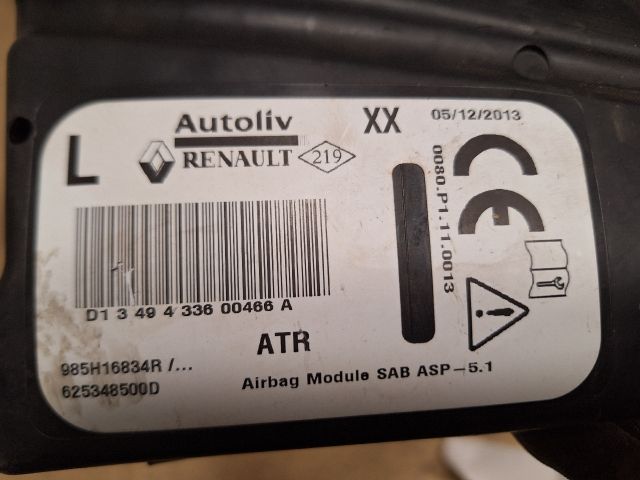 L
Autoliv
RENAULT 219
XX
05/12/2013
CE
0080.P1.11.0013
D1 3 49 4 336 00466 A
ATR
985H16834R /...
625348500D
Airbag Module SAB ASP-5.1